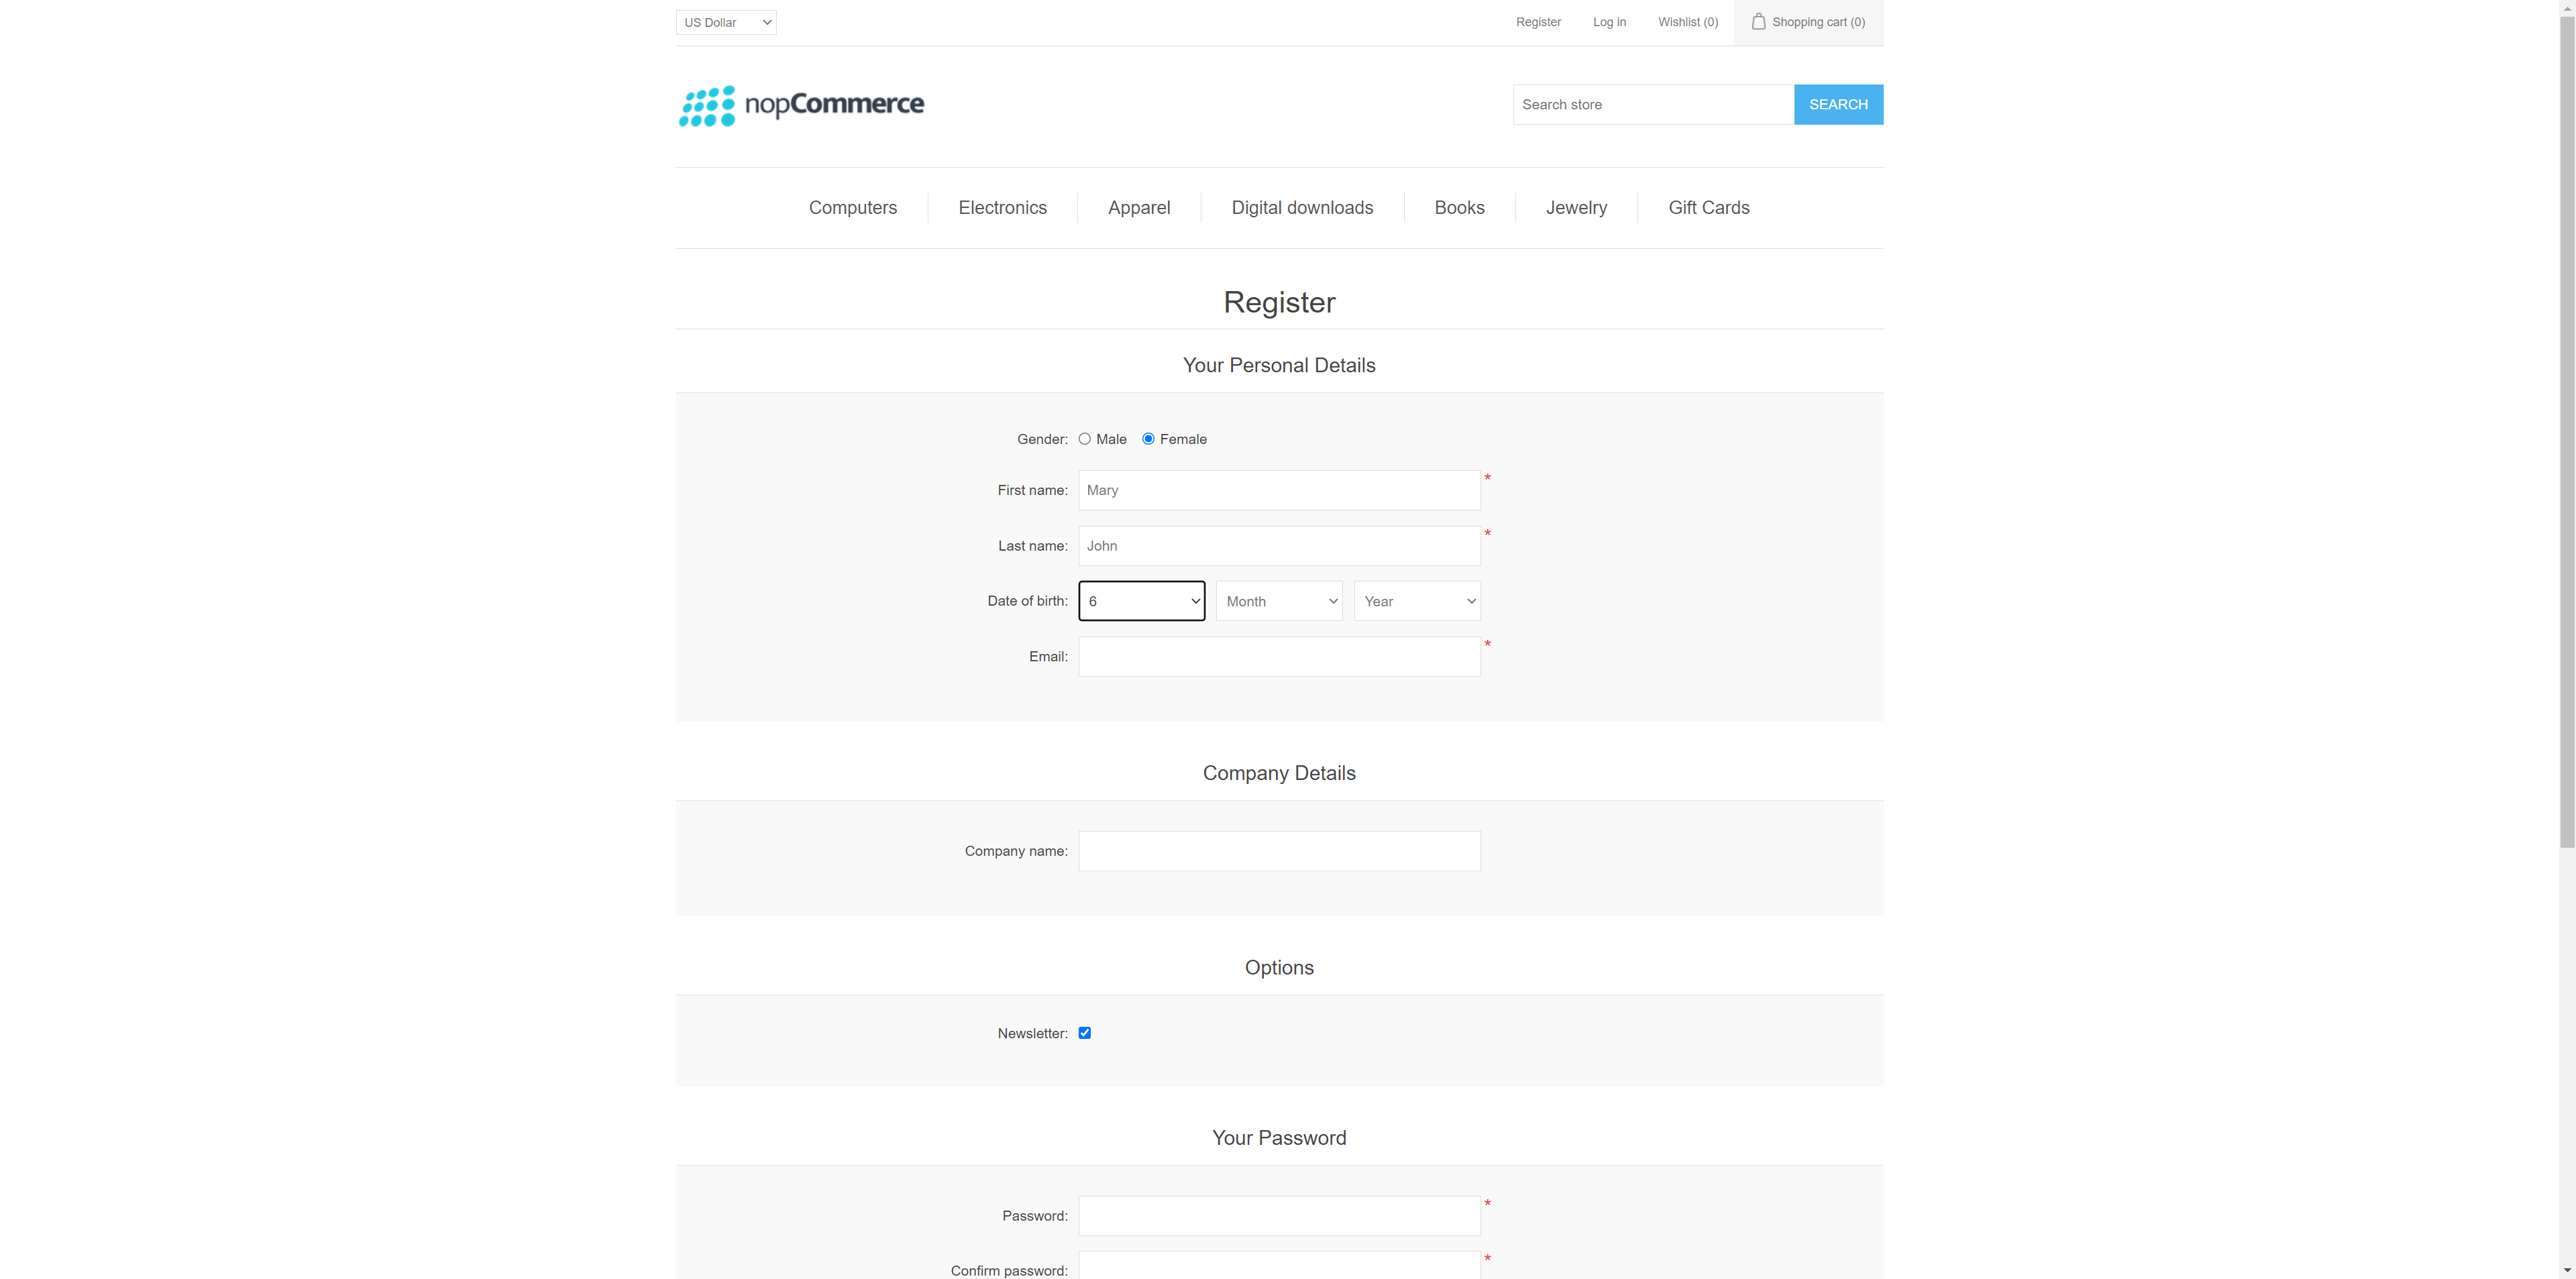 US Dollar Register Log in Wishlist (0) Shopping cart (0)
nopCommerce Search store SEARCH
Computers Electronics Apparel Digital downloads Books Jewelry Gift Cards
Register
Your Personal Details
Gender: Male Female
First name: Mary *
Last name: John *
Date of birth: 6 Month Year
Email: *
Company Details
Company name:
Options
Newsletter:
Your Password
Password: *
Confirm password: *